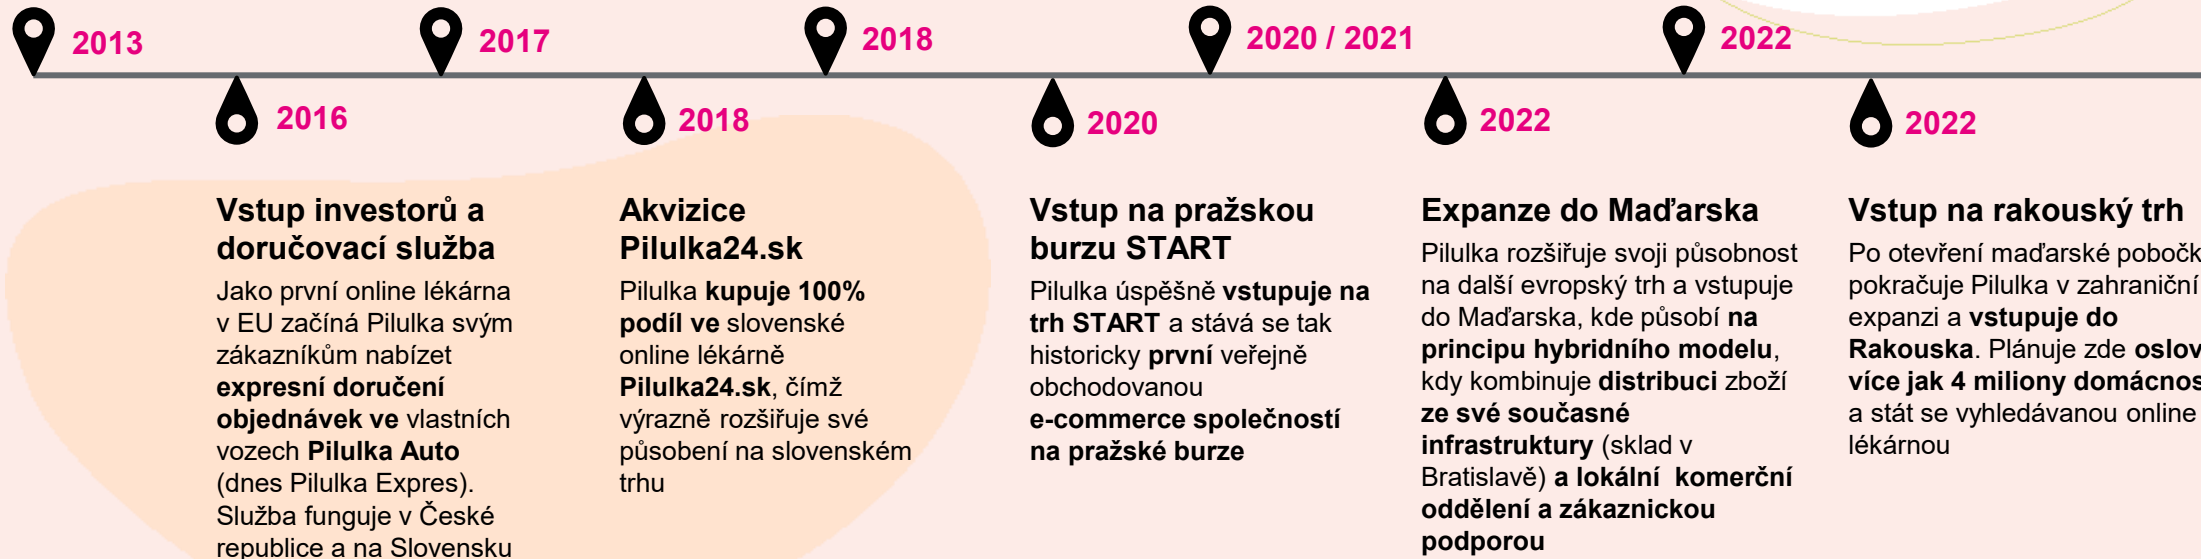 2013
2017
2018
2020 / 2021
2022
2016
2018
2020
2022
2022
Vstup investorů a
doručovací služba
Jako první online lékárna
v EU začíná Pilulka svým
zákazníkům nabízet
expresní doručení
objednávek ve vlastních
vozech Pilulka Auto
(dnes Pilulka Expres).
Služba funguje v České
republice a na Slovensku
Akvizice
Pilulka24.sk
Pilulka kupuje 100%
podíl ve slovenské
online lékárně
Pilulka24.sk, čímž
výrazně rozšiřuje své
působení na slovenském
trhu
Vstup na pražskou
burzu START
Pilulka úspěšně vstupuje na
trh START a stává se tak
historicky první veřejně
obchodovanou
e-commerce společností
na pražské burze
Expanze do Maďarska
Pilulka rozšiřuje svoji působnost
na další evropský trh a vstupuje
do Maďarska, kde působí na
principu hybridního modelu,
kdy kombinuje distribuci zboží
ze své současné
infrastruktury (sklad v
Bratislavě) a lokální komerční
oddělení a zákaznickou
podporou
Vstup na rakouský trh
Po otevření maďarské
pokračuje Pilulka v zahraniční
expanzi a vstupuje do
Rakouska. Plánuje zde
více jak 4 miliony
a stát se vyhledávanou online
lékárnou